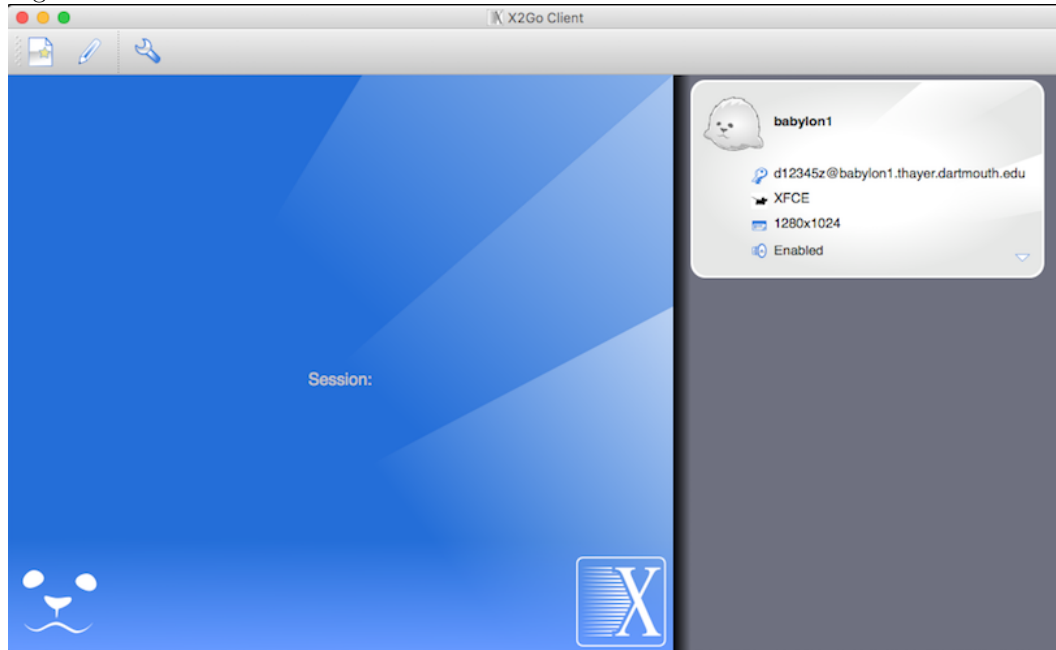 X2Go Client
babylon1
d12345z@babylon1.thayer.dartmouth.edu
XFCE
1280x1024
Enabled
Session:
X